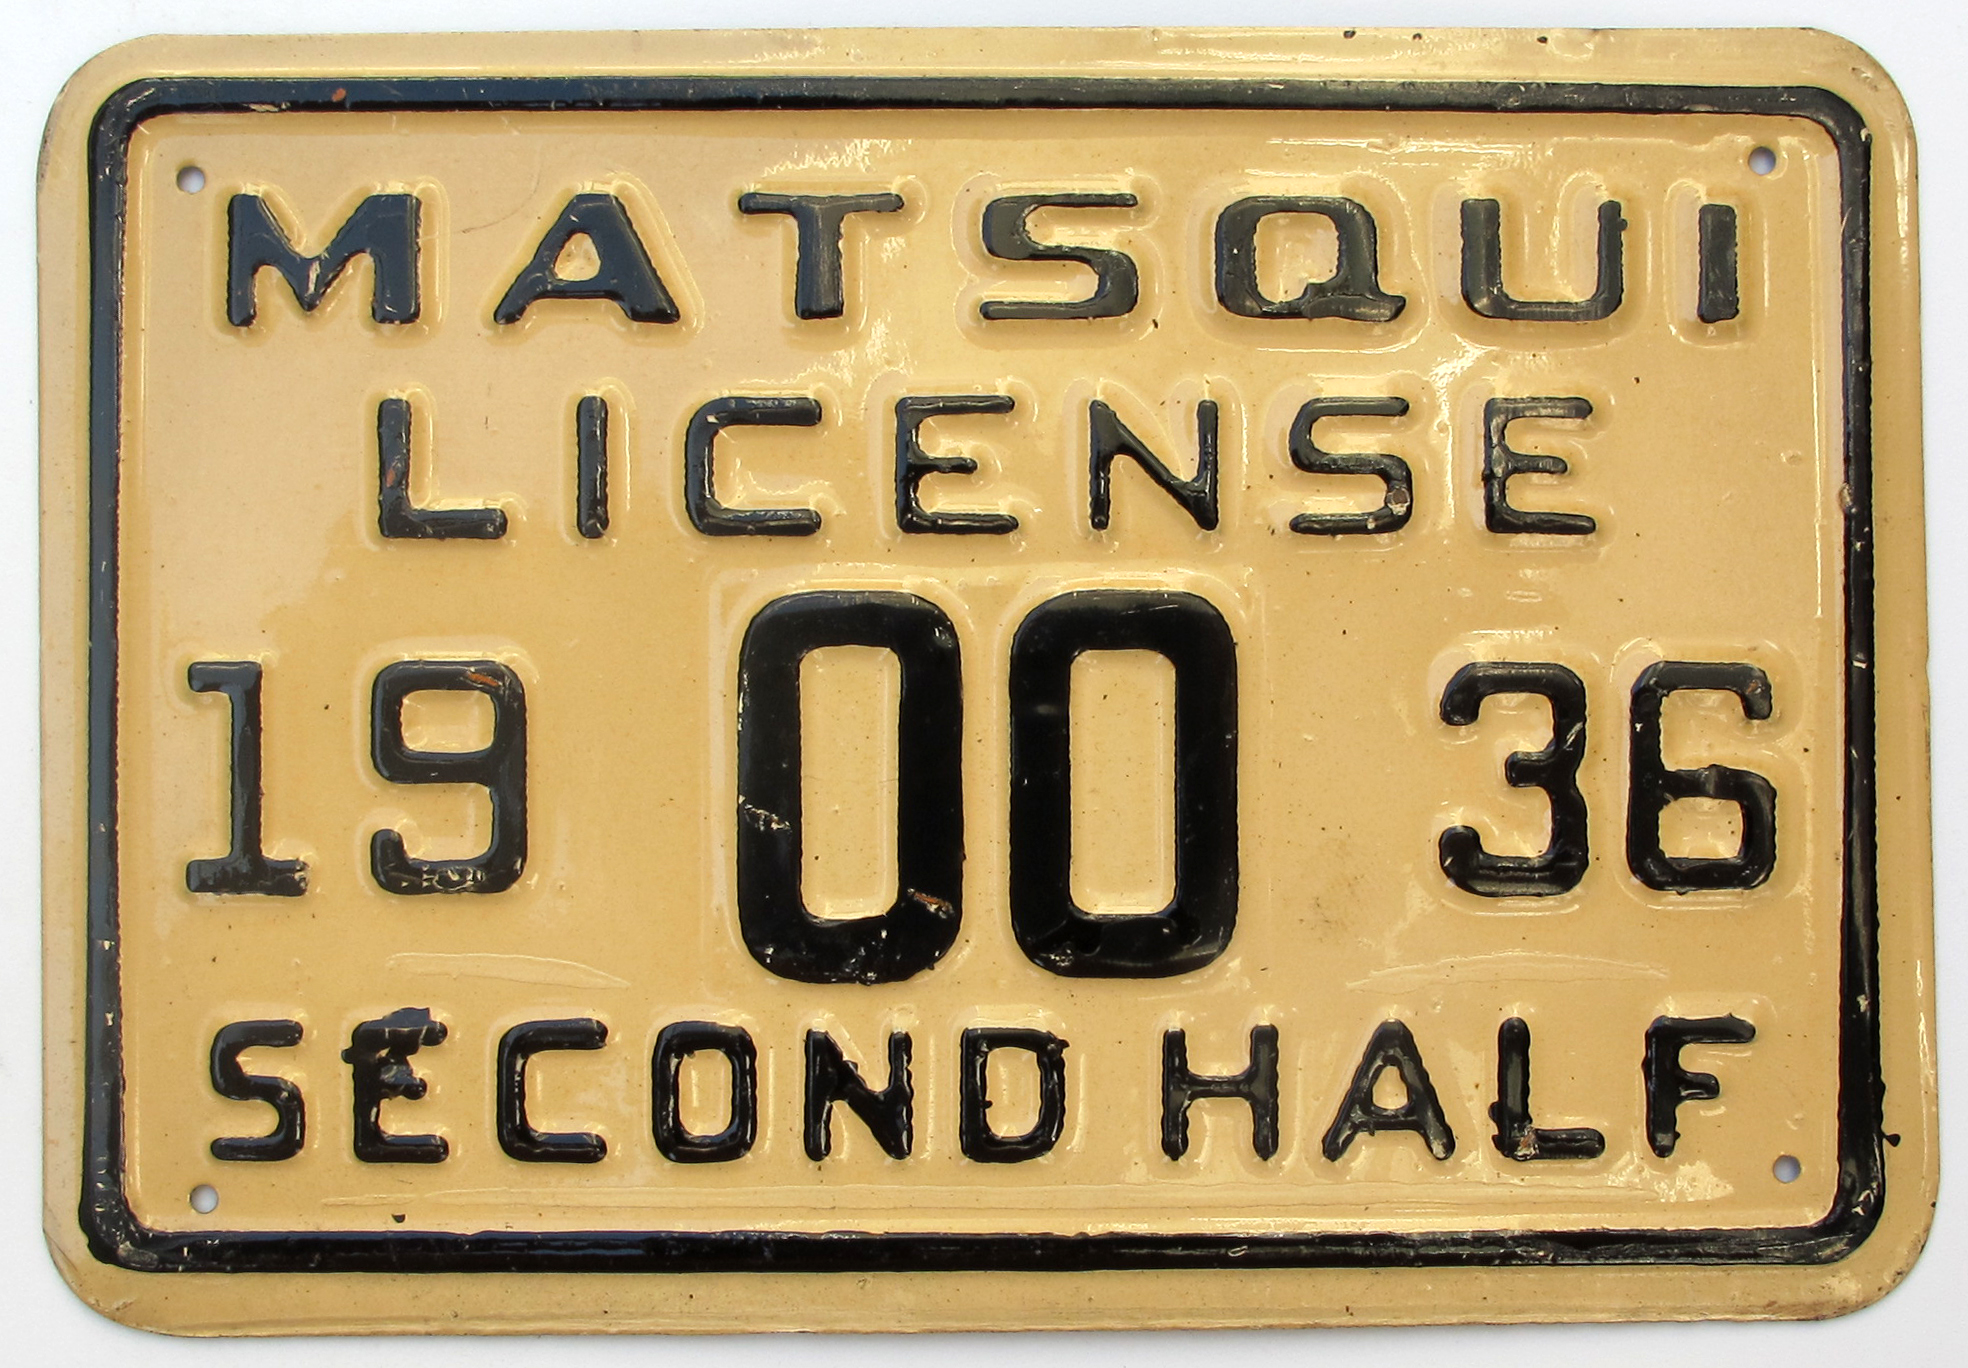 MATSQUI
LICENSE
19 00 36
SECOND HALF